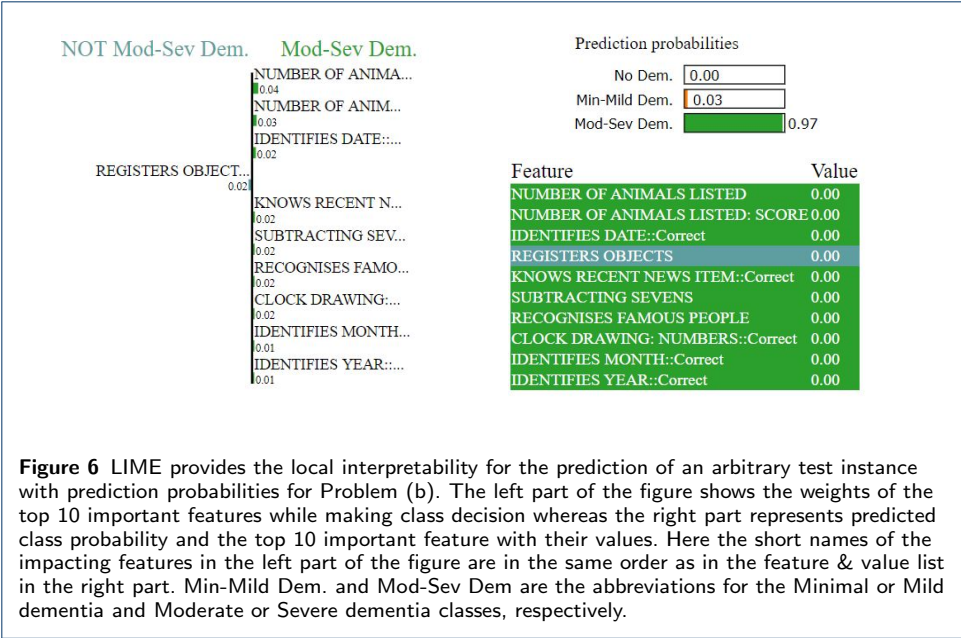 NOT Mod-Sev Dem. Mod-Sev Dem.
NUMBER OF ANIMA...
0.04
NUMBER OF ANIM...
0.03
IDENTIFIES DATE::...
0.02
REGISTERS OBJECT...
0.02
KNOWS RECENT N...
0.02
SUBTRACTING SEV...
0.02
RECOGNISES FAMO...
0.02
CLOCK DRAWING:...
0.02
IDENTIFIES MONTH...
0.01
IDENTIFIES YEAR::...
0.01
Prediction probabilities
No Dem. 0.00
Min-Mild Dem. 0.03
Mod-Sev Dem. 0.97
Feature Value
NUMBER OF ANIMALS LISTED 0.00
NUMBER OF ANIMALS LISTED: SCORE 0.00
IDENTIFIES DATE::Correct 0.00
REGISTERS OBJECTS 0.00
KNOWS RECENT NEWS ITEM::Correct 0.00
SUBTRACTING SEVENS 0.00
RECOGNISES FAMOUS PEOPLE 0.00
CLOCK DRAWING: NUMBERS::Correct 0.00
IDENTIFIES MONTH::Correct 0.00
IDENTIFIES YEAR::Correct 0.00
Figure 6 LIME provides the local interpretability for the prediction of an arbitrary test instance
with prediction probabilities for Problem (b). The left part of the figure shows the weights of the
top 10 important features while making class decision whereas the right part represents predicted
class probability and the top 10 important feature with their values. Here the short names of the
impacting features in the left part of the figure are in the same order as in the feature & value list
in the right part. Min-Mild Dem. and Mod-Sev Dem are the abbreviations for the Minimal or Mild
dementia and Moderate or Severe dementia classes, respectively.